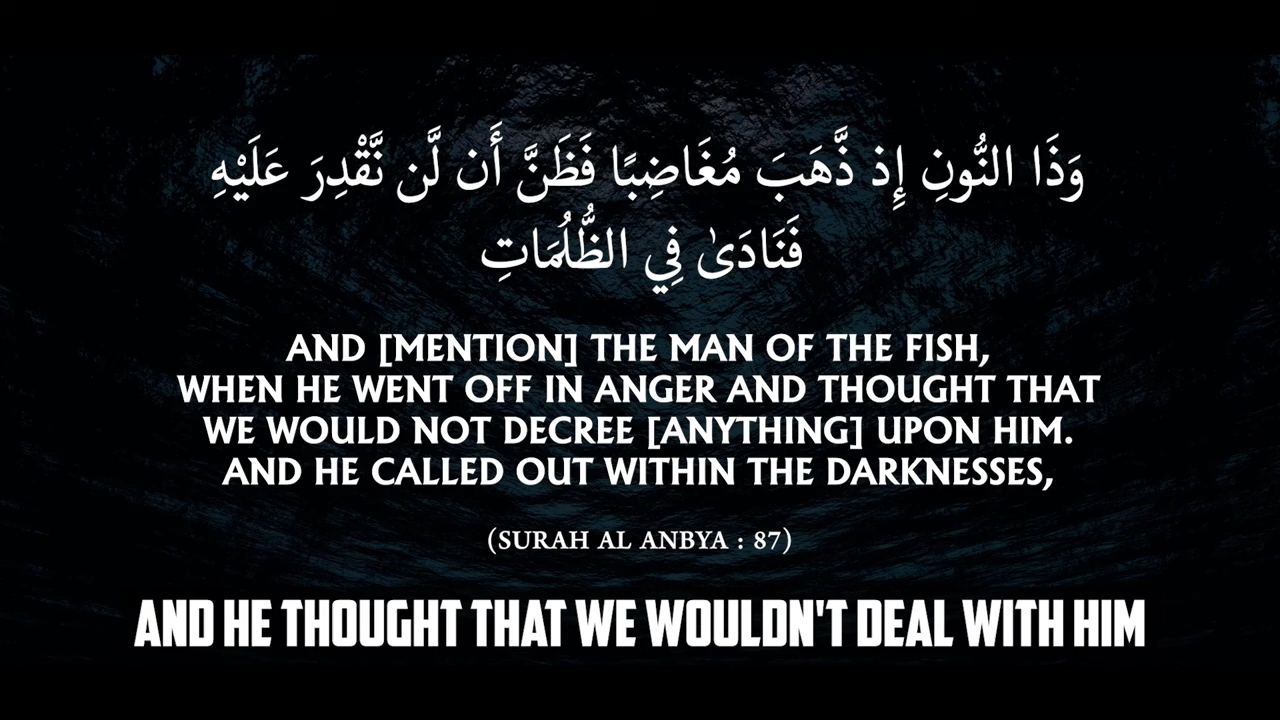 وَذَا النُّونِ إِذ ذَّهَبَ مُغَاضِبًا فَظَنَّ أَن لَّن نَّقْدِرَ عَلَيْهِ
فَنَادَىٰ فِي الظُّلُمَاتِ
AND [MENTION] THE MAN OF THE FISH,
WHEN HE WENT OFF IN ANGER AND THOUGHT THAT
WE WOULD NOT DECREE [ANYTHING] UPON HIM.
AND HE CALLED OUT WITHIN THE DARKNESSES,
(SURAH AL ANBYA : 87)
AND HE THOUGHT THAT WE WOULDN'T DEAL WITH HIM